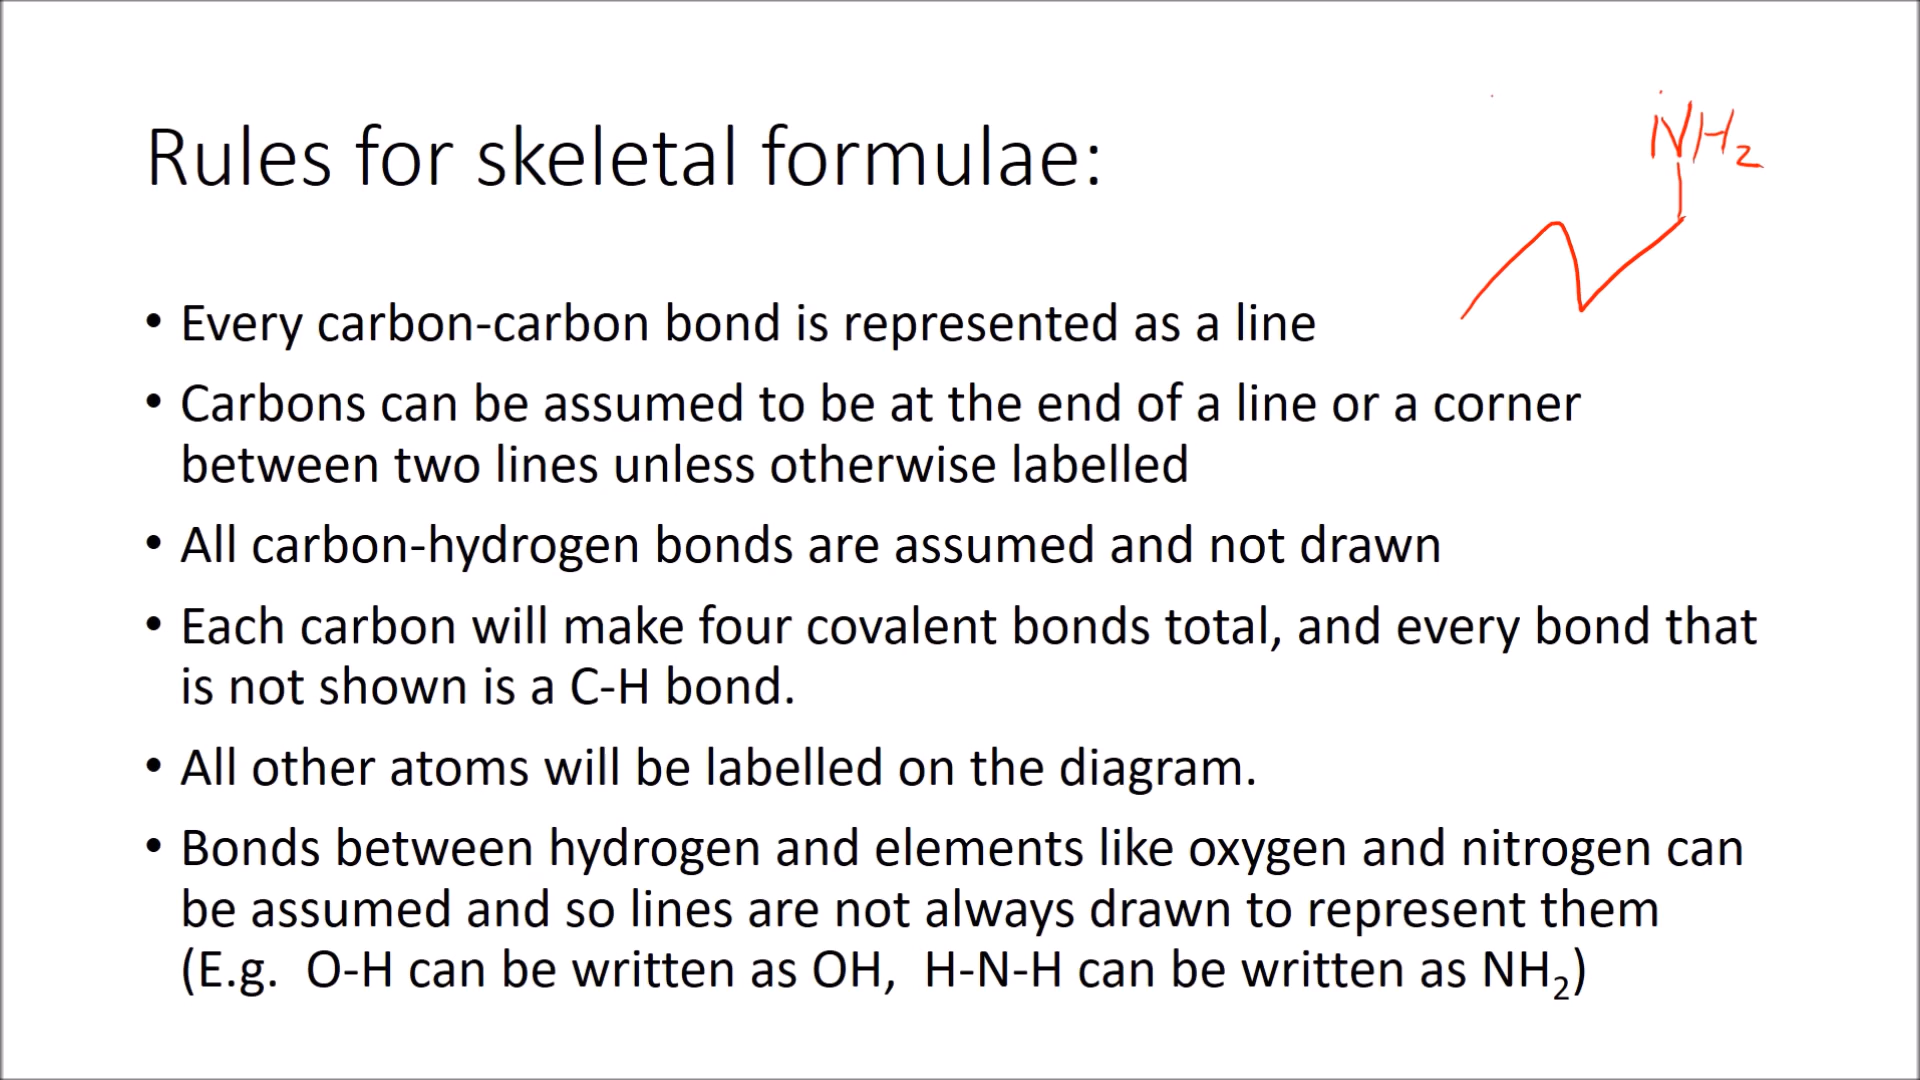 Rules for skeletal formulae:
NH₂
• Every carbon-carbon bond is represented as a line
• Carbons can be assumed to be at the end of a line or a corner
between two lines unless otherwise labelled
• All carbon-hydrogen bonds are assumed and not drawn
• Each carbon will make four covalent bonds total, and every bond that
is not shown is a C-H bond.
• All other atoms will be labelled on the diagram.
• Bonds between hydrogen and elements like oxygen and nitrogen can
be assumed and so lines are not always drawn to represent them
(E.g. O-H can be written as OH, H-N-H can be written as NH₂)